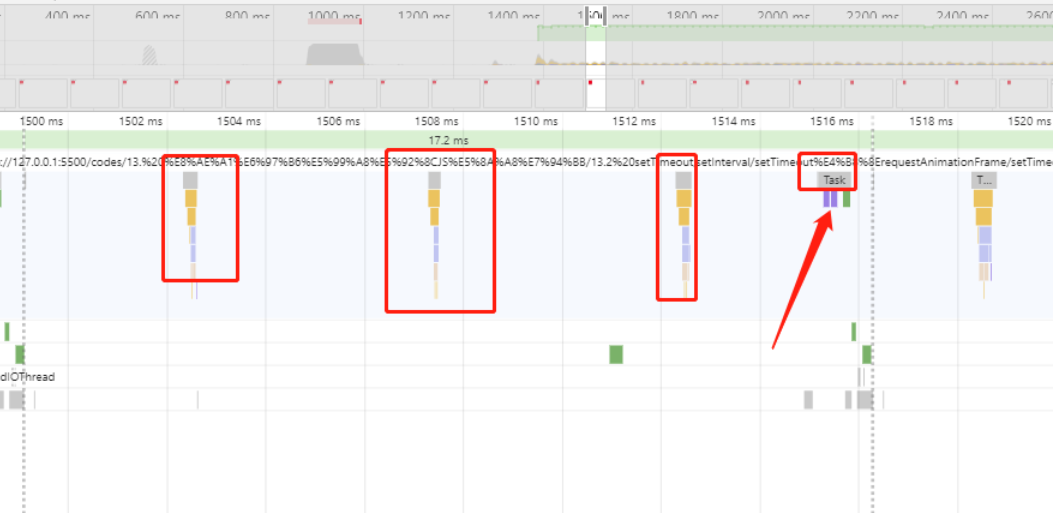 400 ms 600 ms 800 ms 1000 ms 1200 ms 1400 ms ms 1800 ms 2000 ms 2200 ms 2400 ms 2600
1500 ms 1502 ms 1504 ms 1506 ms 1508 ms 1510 ms 1512 ms 1514 ms 1516 ms 1518 ms 1520 ms
17.2 ms
://127.0.0.1:5500/codes/13.%20%E8%AE%A1%E6%97%B6%E5%99%A8%E5%92%8CJS%E5%8A%A8%E7%94%BB/13.2%20setTimeout setInterval/setTimeout%E4%B8%8ErequestAnimationFrame/setTime
Task T...
dIOThread